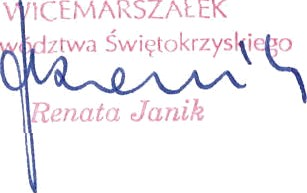 WICEMARSZAŁEK
wództwa Świętokrzyskiego
Renata Janik